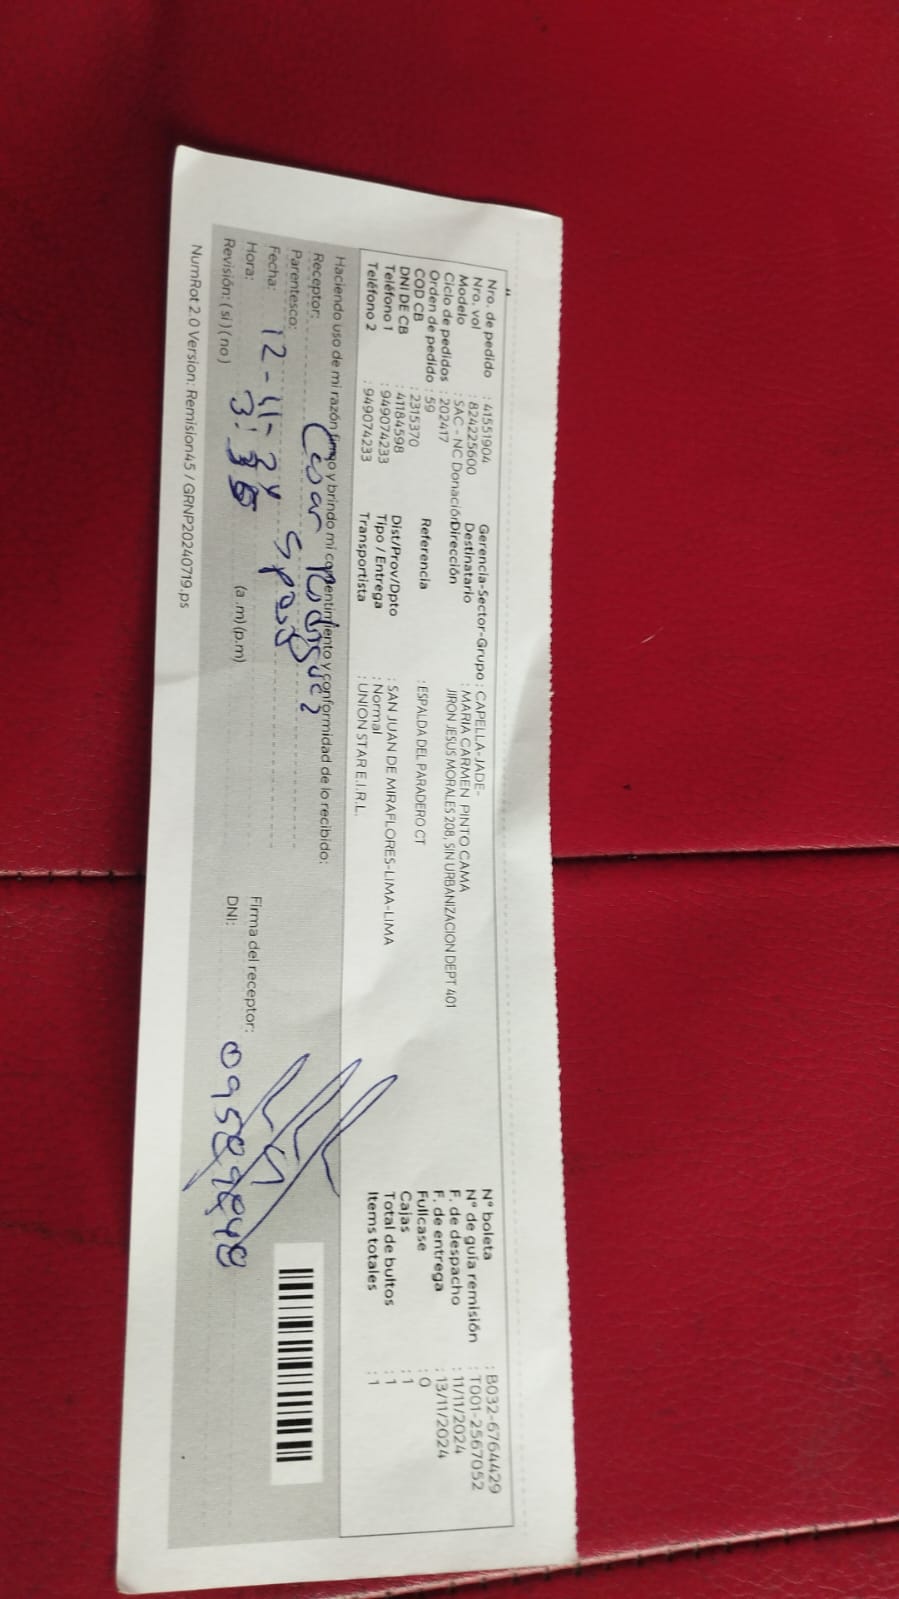 Nro. de pedido : 41551904
Nro. vol : 824225600
Modelo : SAC - NC Donación
Ciclo de pedidos : 202417
Orden de pedido : 59
COD CB : 2315370
DNI DE CB : 41184598
Teléfono 1 : 949074233
Teléfono 2 : 949074233
Gerencia-Sector-Grupo : CAPELLA-JADE-
Destinatario : MARIA CARMEN PINTO CAMA
Dirección JIRON JESUS MORALES 208, SIN URBANIZACION DEPT 401
Referencia : ESPALDA DEL PARADERO CT
Dist/Prov/Dpto : SAN JUAN DE MIRAFLORES-LIMA-LIMA
Tipo / Entrega : Normal
Transportista : UNION STAR E.I.R.L.
N° boleta : B032-6764429
N° de guía remisión : T001-2567052
F. de despacho : 11/11/2024
F. de entrega : 13/11/2024
Fullcase : 0
Cajas : 1
Total de bultos : 1
Items totales : 1
Haciendo uso de mi razón firmo y brindo mi consentimiento y conformidad de lo recibido:
Receptor: Cesar Rodriguez
Parentesco:
Fecha: 12-11-24
Hora: (a.m) (p.m)
Revisión: ( si ) ( no )
Firma del receptor:
DNI:
NumRot 2.0 Version: Remision45 / GRNP20240719.ps